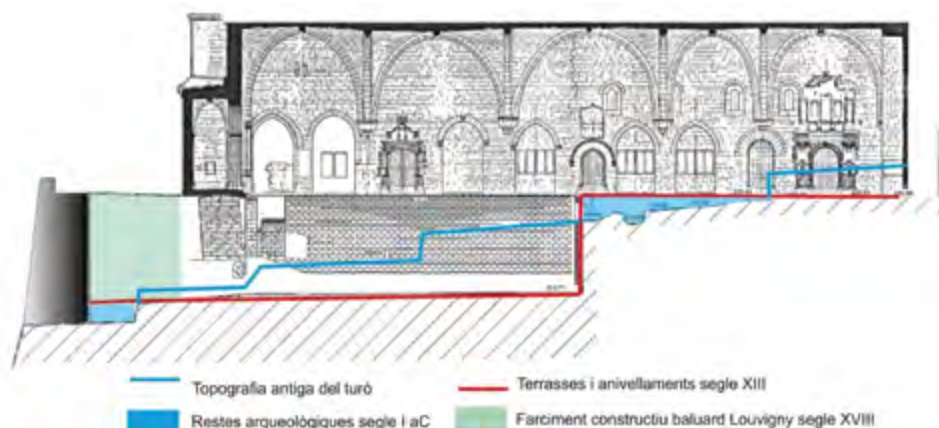 Topografia antiga del turó
Terrasses i anivellaments segle XIII
Restes arqueològiques segle I aC
Farciment constructiu baluard Louvigny segle XVIII